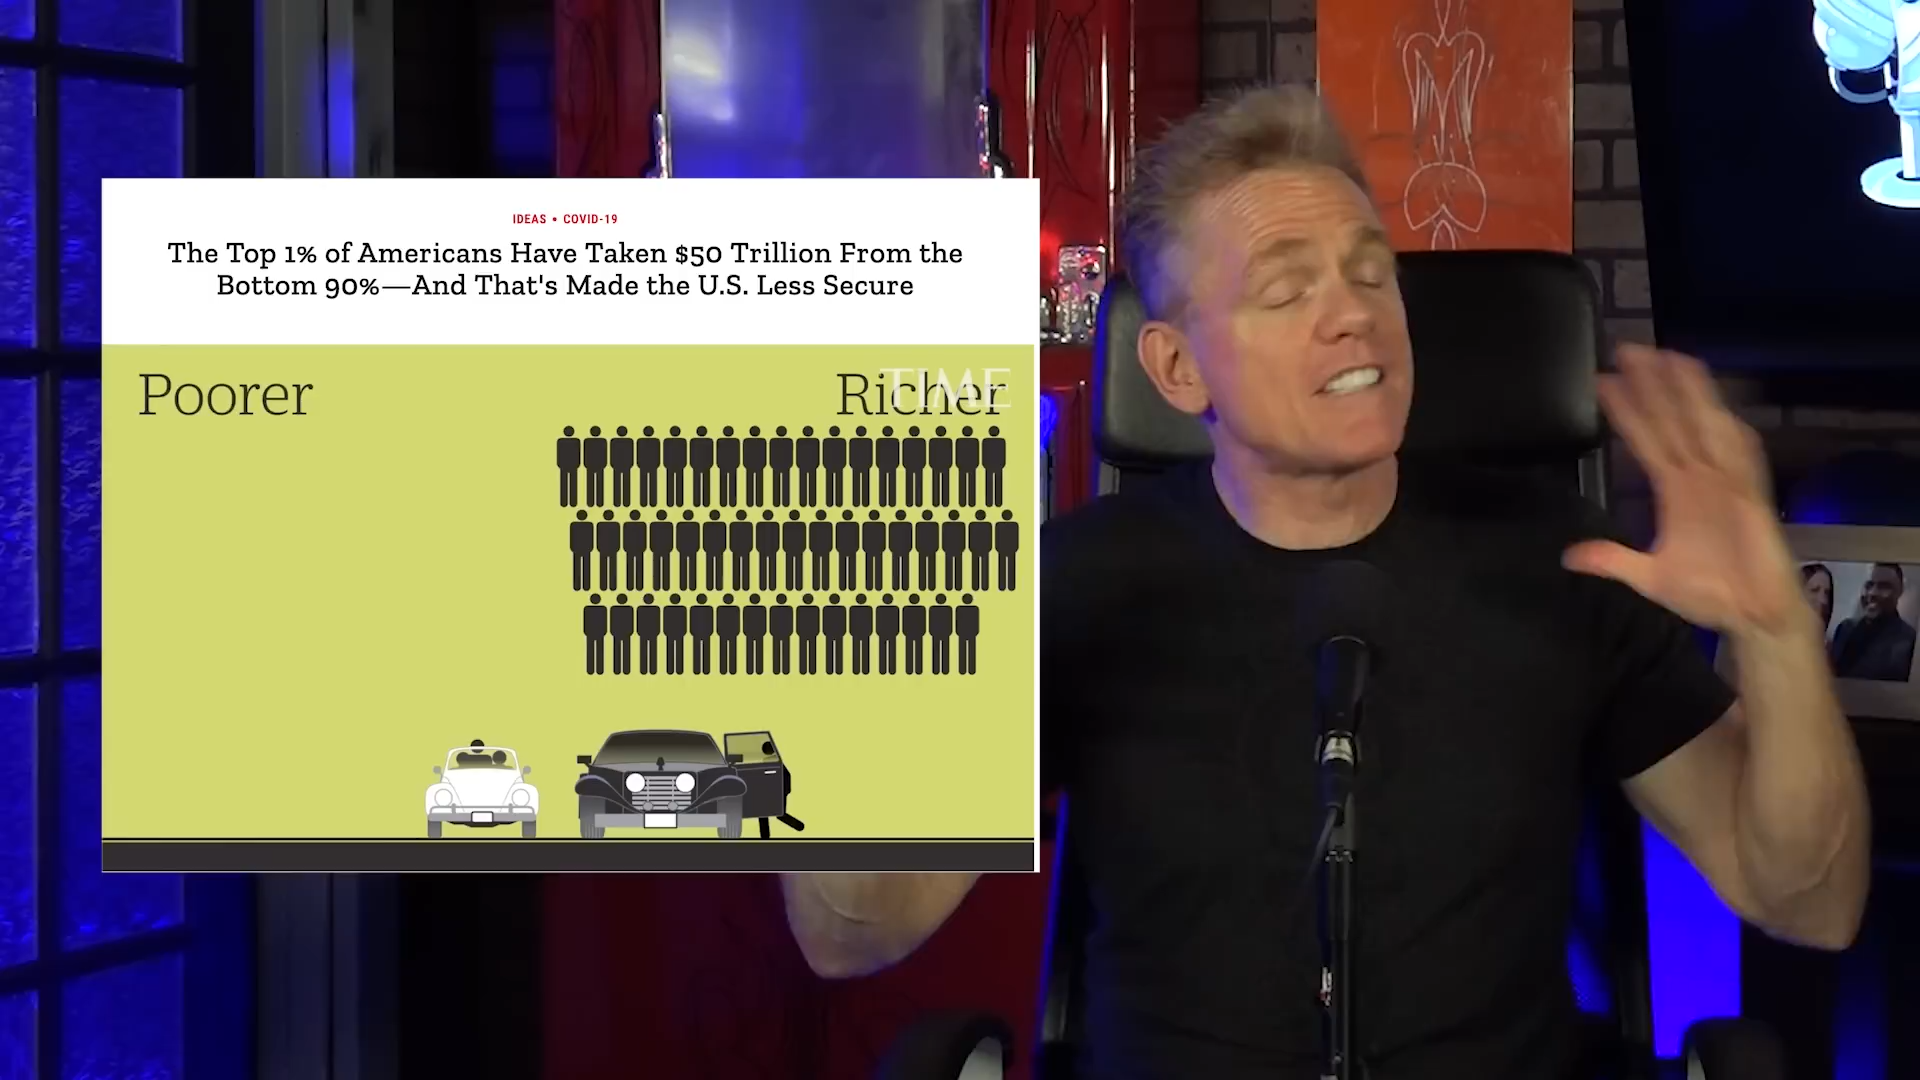 IDEAS • COVID-19
The Top 1% of Americans Have Taken $50 Trillion From the
Bottom 90%—And That's Made the U.S. Less Secure
Poorer
Richer
TIME